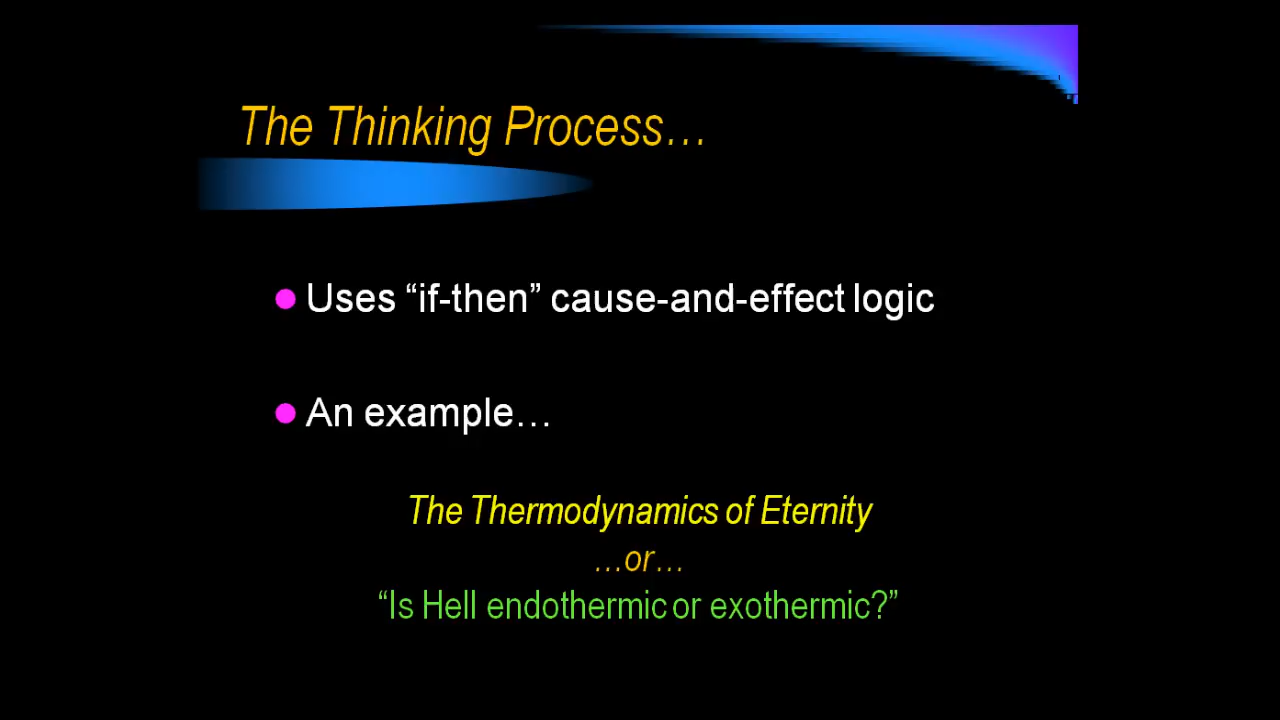 The Thinking Process…
Uses “if-then” cause-and-effect logic
An example…
The Thermodynamics of Eternity
…or…
“Is Hell endothermic or exothermic?”